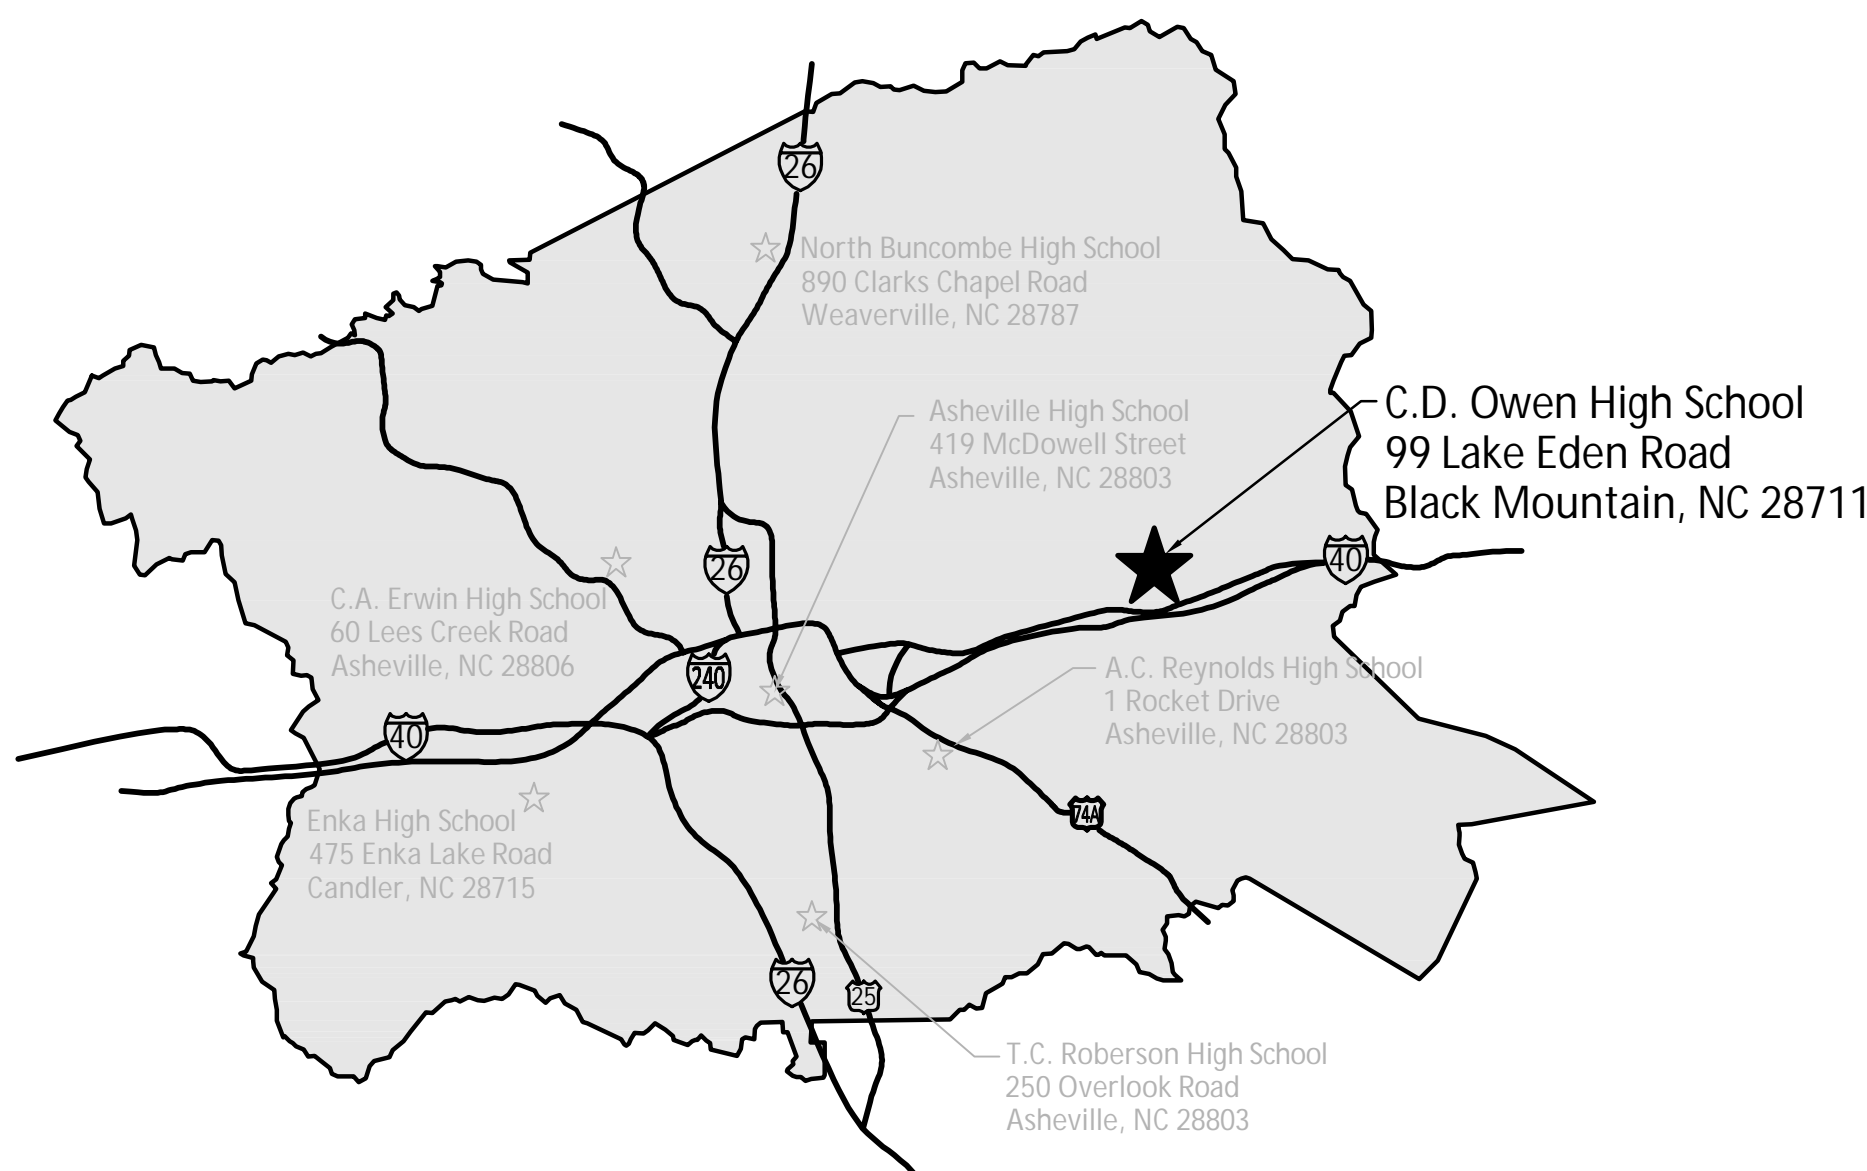 26
North Buncombe High School
890 Clarks Chapel Road
Weaverville, NC 28787
Asheville High School
419 McDowell Street
Asheville, NC 28803
C.D. Owen High School
99 Lake Eden Road
Black Mountain, NC 28711
26
40
C.A. Erwin High School
60 Lees Creek Road
Asheville, NC 28806
240
A.C. Reynolds High School
1 Rocket Drive
Asheville, NC 28803
40
Enka High School
475 Enka Lake Road
Candler, NC 28715
74A
26
25
T.C. Roberson High School
250 Overlook Road
Asheville, NC 28803